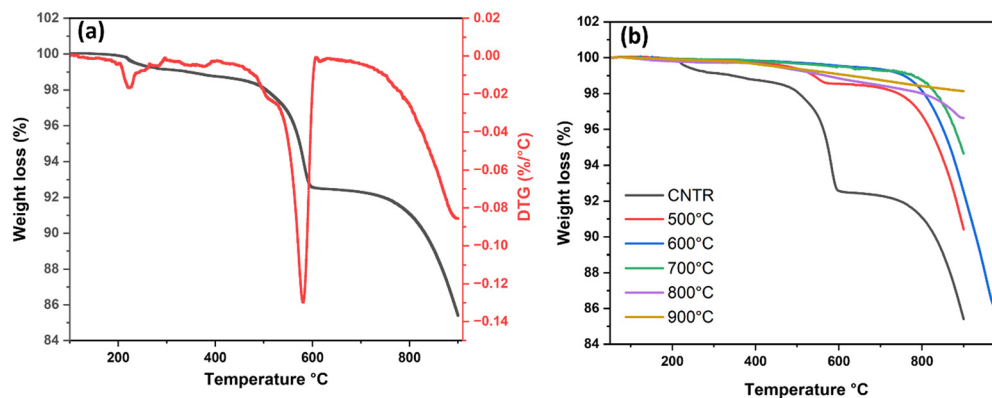 (a)
102
100
98
96
94
92
90
88
86
84
Weight loss (%)
200
400
600
800
Temperature °C
0.02
0.00
−0.02
−0.04
−0.06
−0.08
−0.10
−0.12
−0.14
DTG (%/°C)
(b)
102
100
98
96
94
92
90
88
86
84
Weight loss (%)
CNTR
500°C
600°C
700°C
800°C
900°C
200
400
600
800
Temperature °C